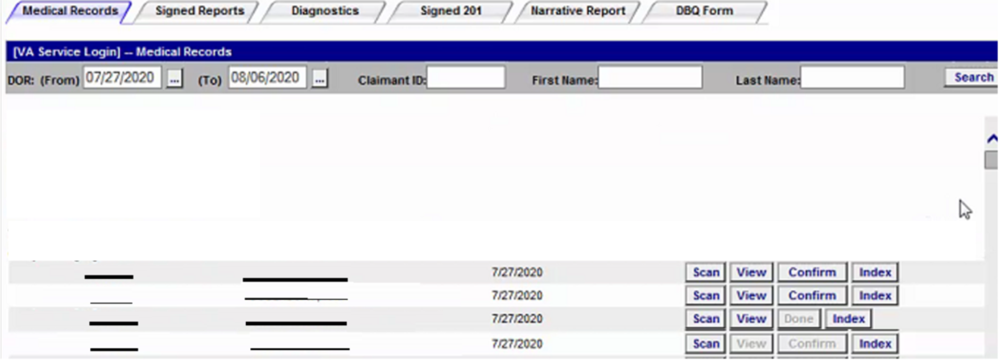 Medical Records Signed Reports Diagnostics Signed 201 Narrative Report DBQ Form
[VA Service Login] -- Medical Records
DOR: (From) 07/27/2020 ... (To) 08/06/2020 ... Claimant ID: First Name: Last Name: Search
7/27/2020 Scan View Confirm Index
7/27/2020 Scan View Confirm Index
7/27/2020 Scan View Done Index
7/27/2020 Scan View Confirm Index